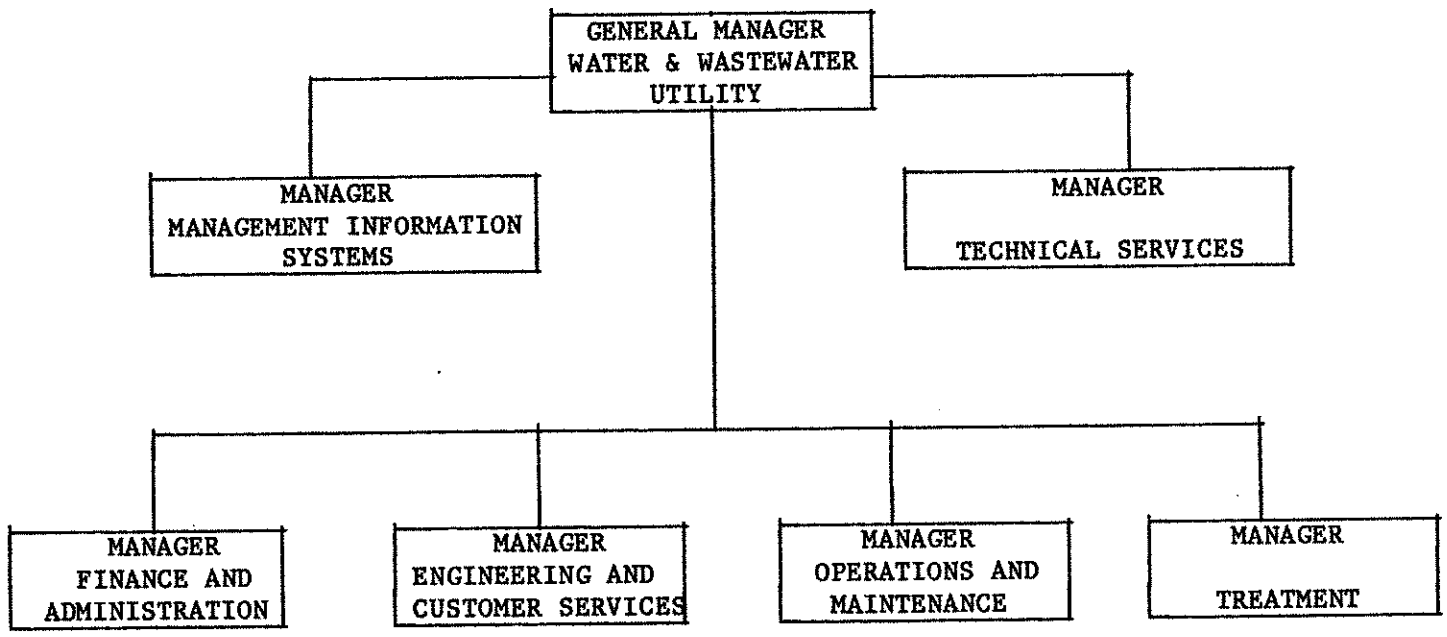 GENERAL MANAGER
WATER & WASTEWATER
UTILITY
MANAGER
MANAGEMENT INFORMATION
SYSTEMS
MANAGER
TECHNICAL SERVICES
MANAGER
FINANCE AND
ADMINISTRATION
MANAGER
ENGINEERING AND
CUSTOMER SERVICES
MANAGER
OPERATIONS AND
MAINTENANCE
MANAGER
TREATMENT